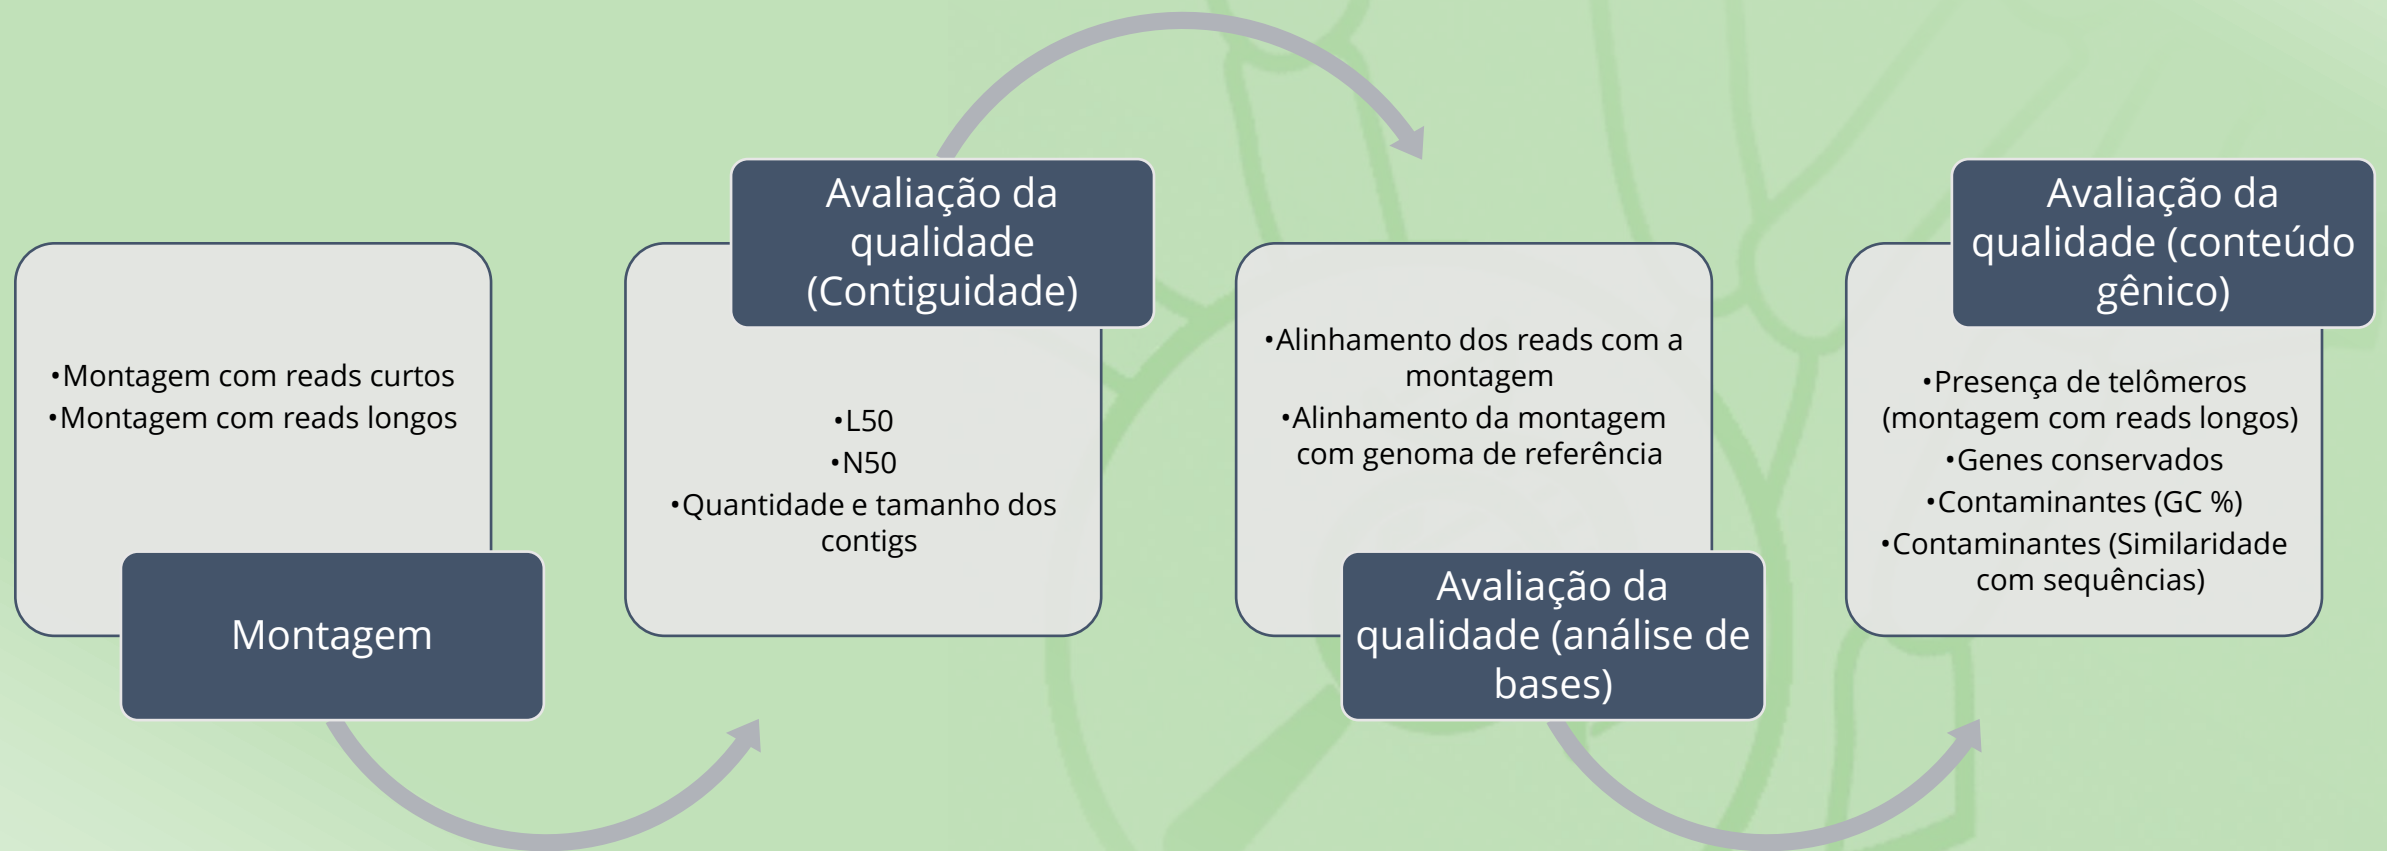 •Montagem com reads curtos
•Montagem com reads longos
Montagem
Avaliação da
qualidade
(Contiguidade)
•L50
•N50
•Quantidade e tamanho dos
contigs
•Alinhamento dos reads com a
montagem
•Alinhamento da montagem
com genoma de referência
Avaliação da
qualidade (análise de
bases)
Avaliação da
qualidade (conteúdo
gênico)
•Presença de telômeros
(montagem com reads longos)
•Genes conservados
•Contaminantes (GC %)
•Contaminantes (Similaridade
com sequências)